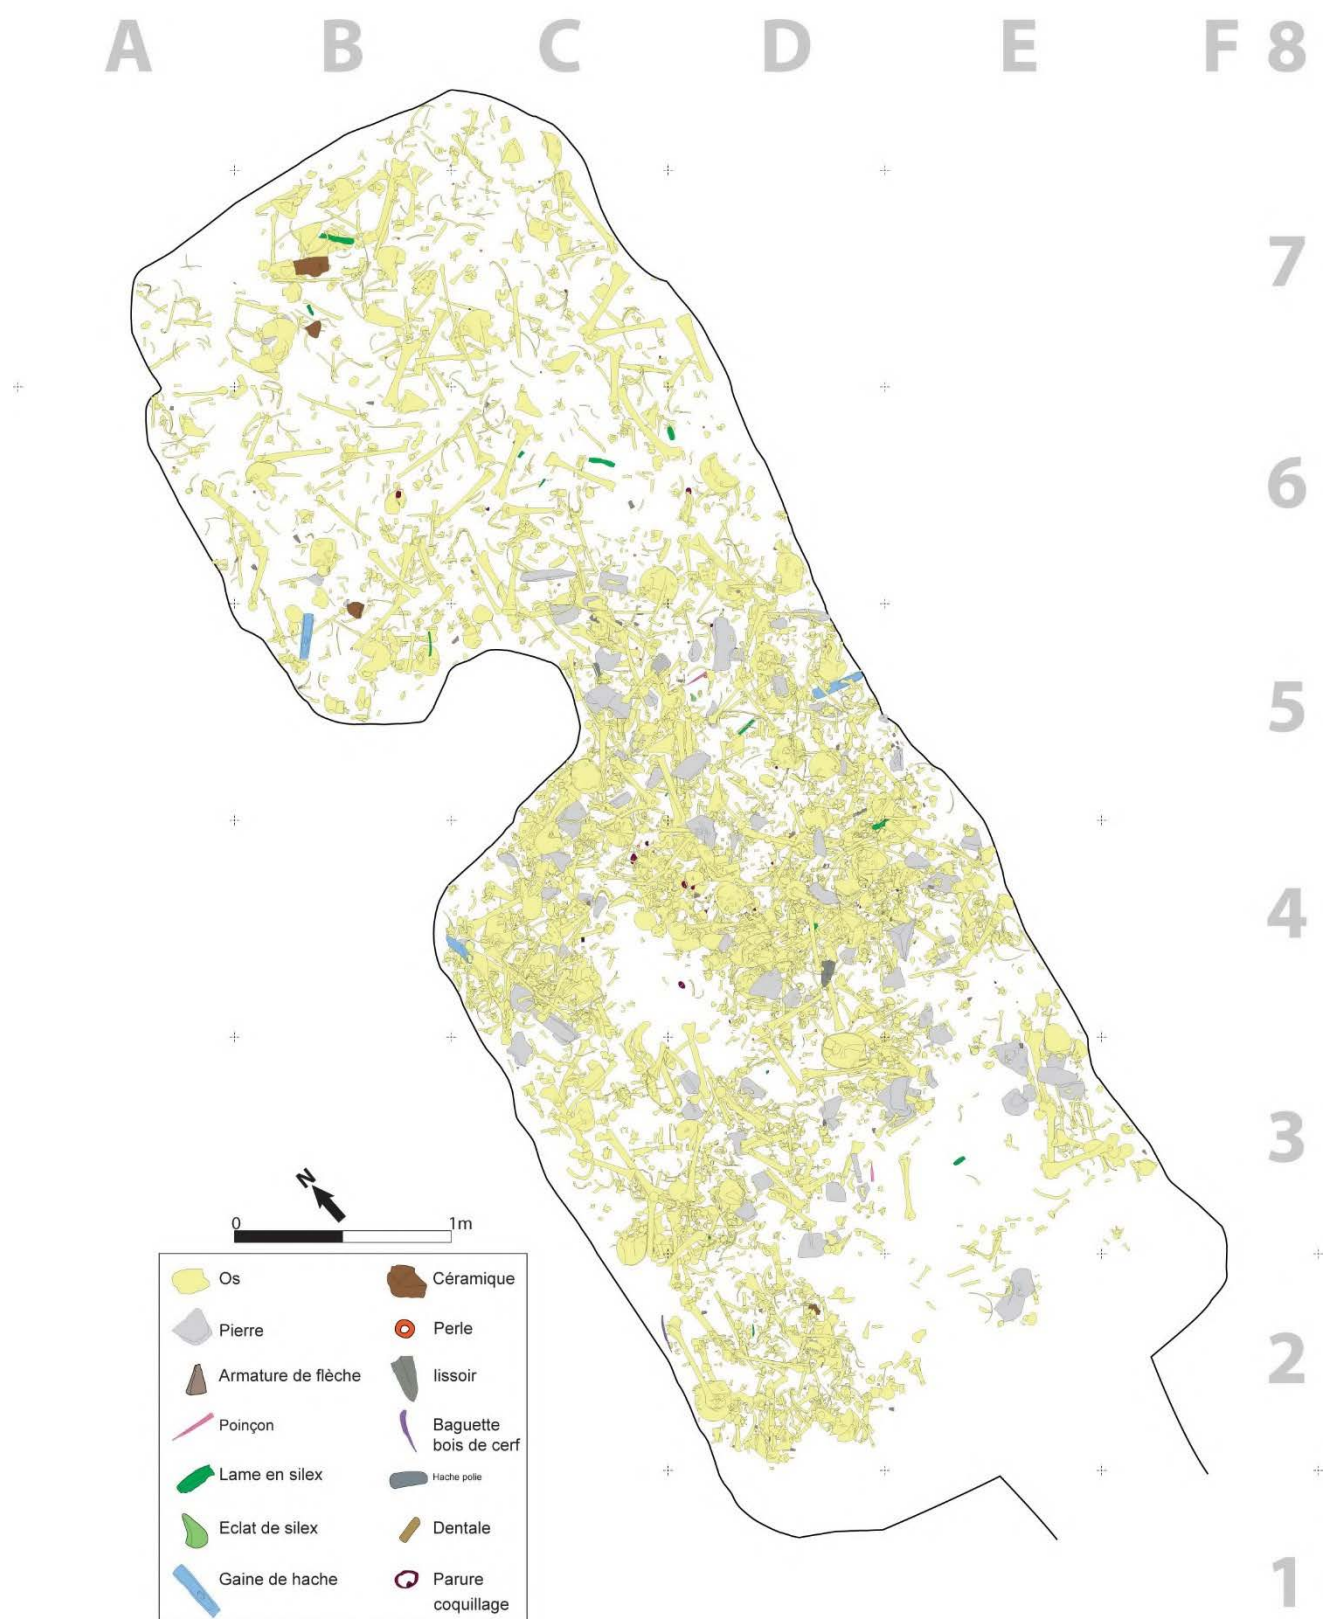 A B C D E F 8
7
6
5
4
3
2
1
N
0 1m
Os
Céramique
Pierre
Perle
Armature de flèche
lissoir
Poinçon
Baguette
bois de cerf
Lame en silex
Hache polie
Eclat de silex
Dentale
Gaine de hache
Parure
coquillage